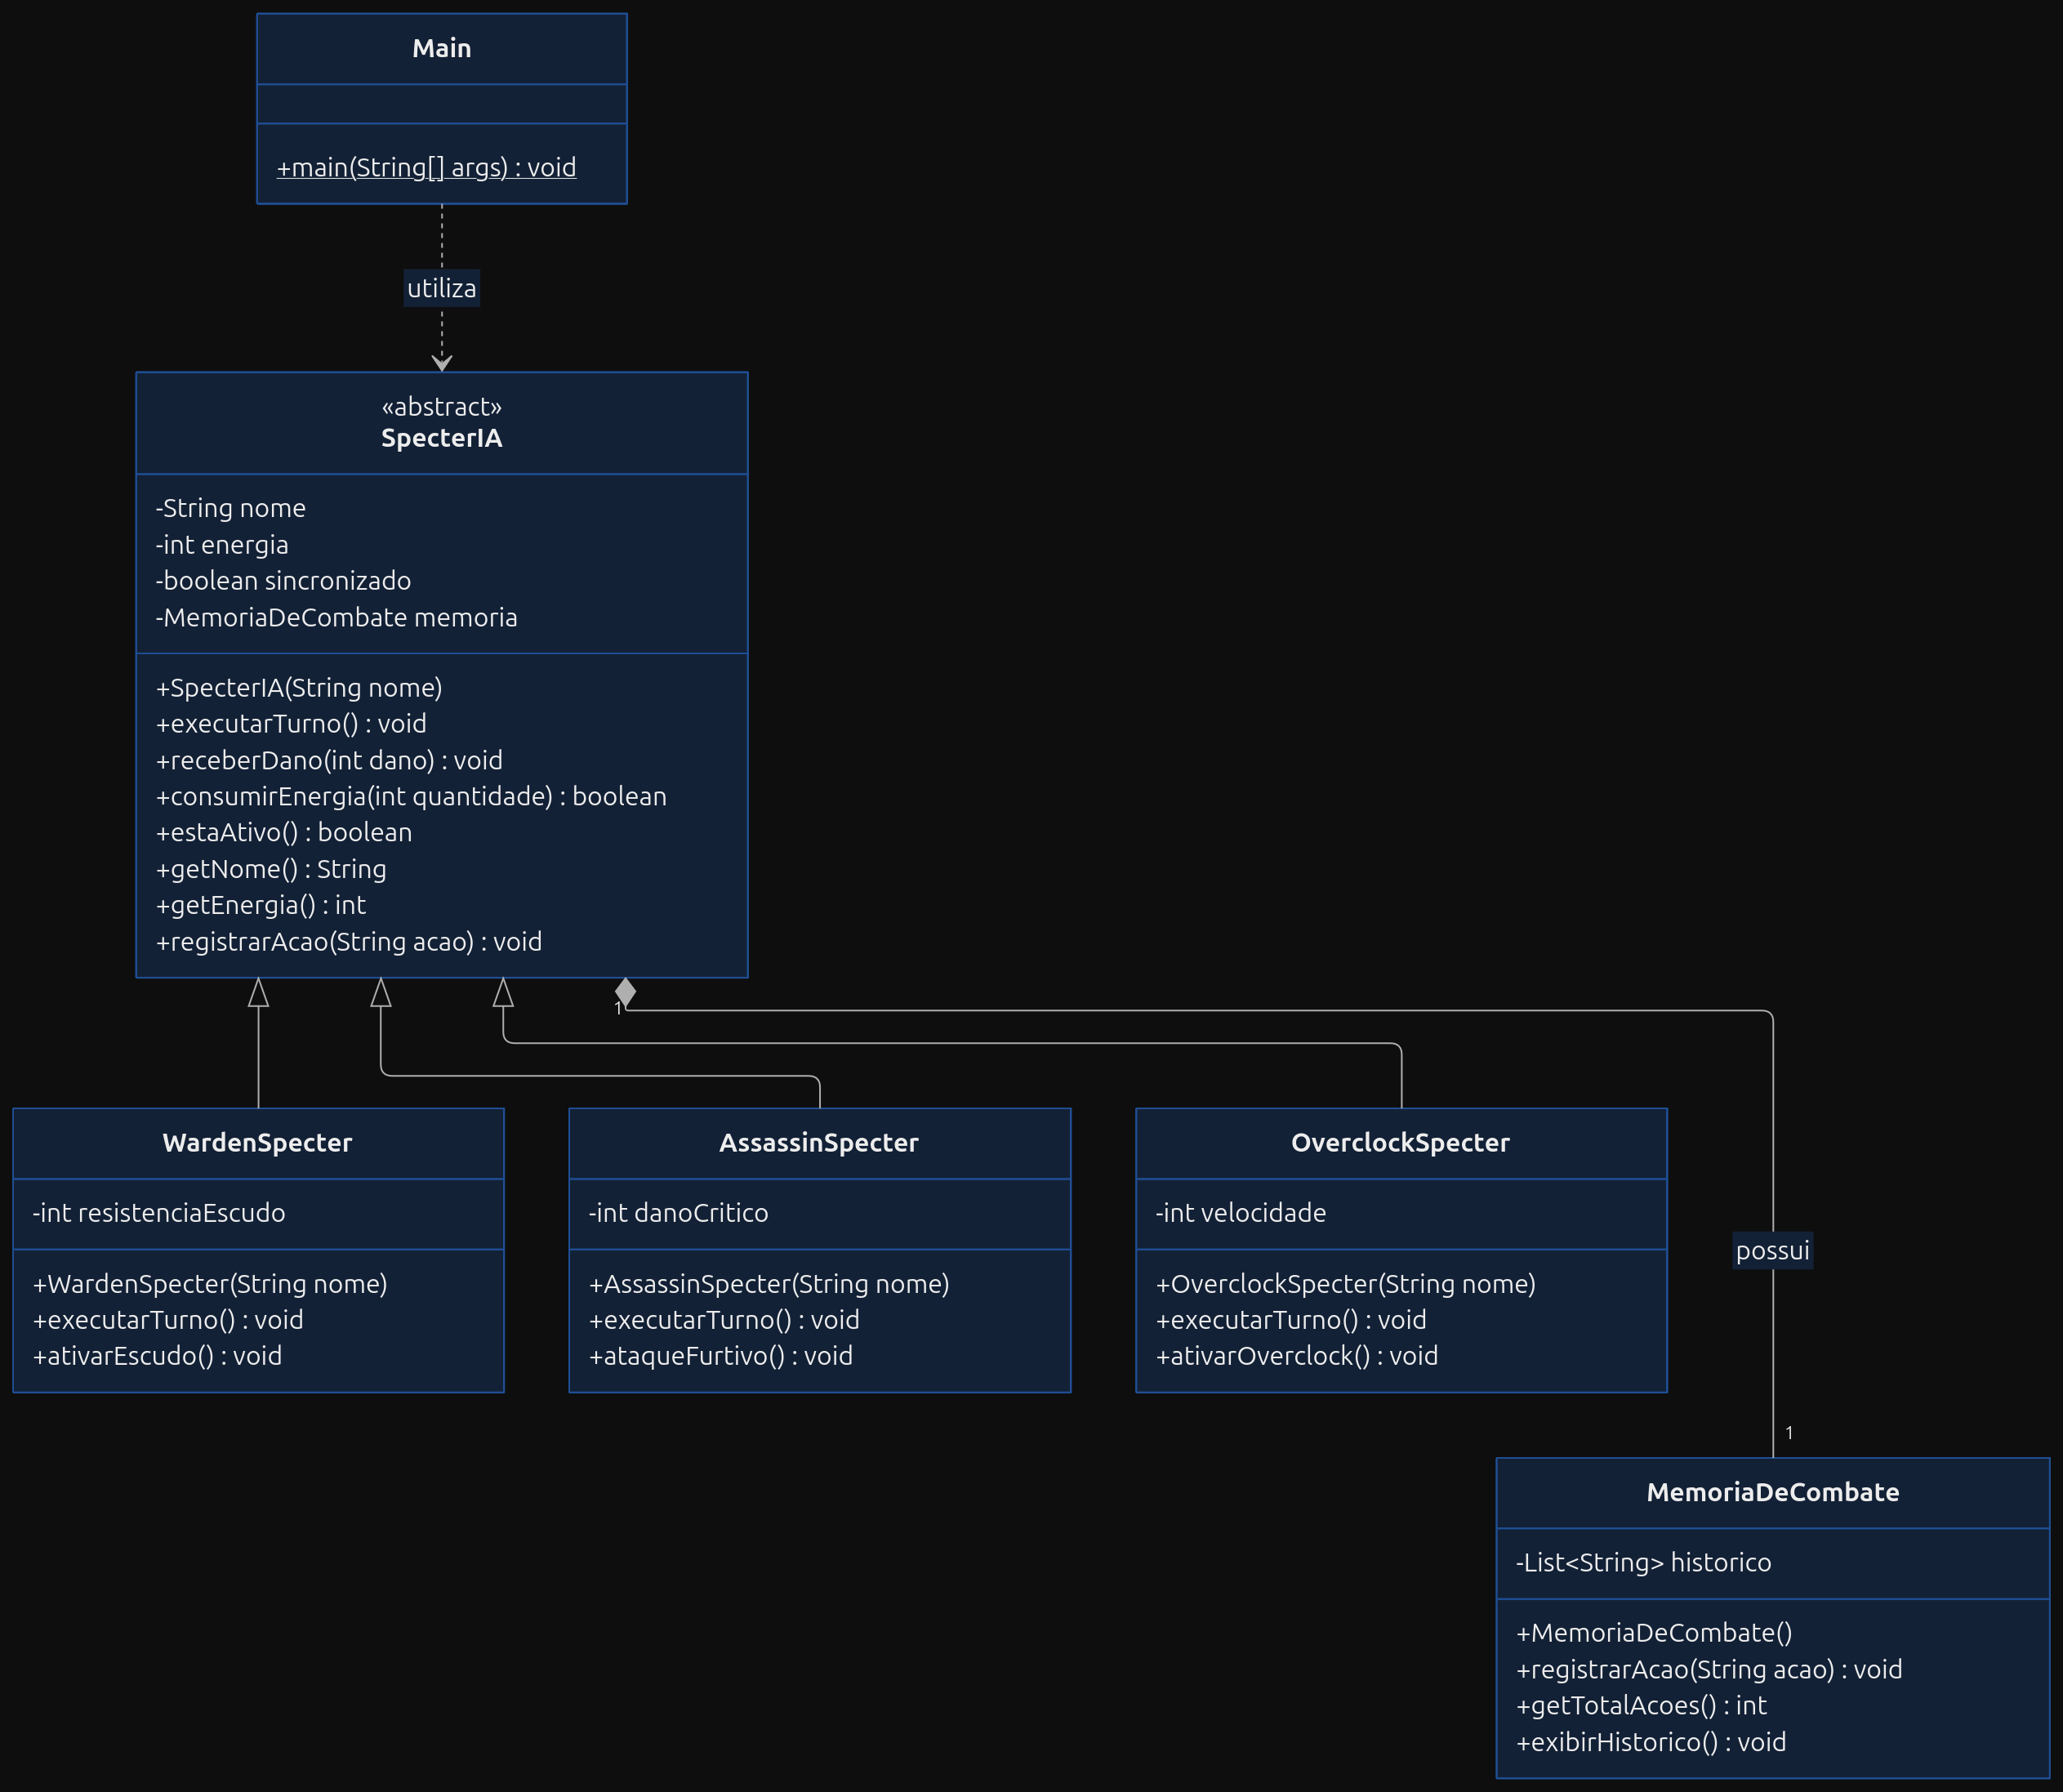 Main
+main(String[] args) : void
utiliza
«abstract»
SpecterIA
-String nome
-int energia
-boolean sincronizado
-MemoriaDeCombate memoria
+SpecterIA(String nome)
+executarTurno() : void
+receberDano(int dano) : void
+consumirEnergia(int quantidade) : boolean
+estaAtivo() : boolean
+getNome() : String
+getEnergia() : int
+registrarAcao(String acao) : void
1
WardenSpecter
-int resistenciaEscudo
+WardenSpecter(String nome)
+executarTurno() : void
+ativarEscudo() : void
AssassinSpecter
-int danoCritico
+AssassinSpecter(String nome)
+executarTurno() : void
+ataqueFurtivo() : void
OverclockSpecter
-int velocidade
+OverclockSpecter(String nome)
+executarTurno() : void
+ativarOverclock() : void
possui
1
MemoriaDeCombate
-List<String> historico
+MemoriaDeCombate()
+registrarAcao(String acao) : void
+getTotalAcoes() : int
+exibirHistorico() : void